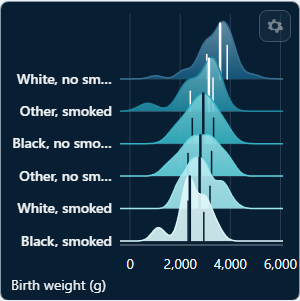 White, no sm...
Other, smoked
Black, no smo...
Other, no sm...
White, smoked
Black, smoked
0 2,000 4,000 6,000
Birth weight (g)